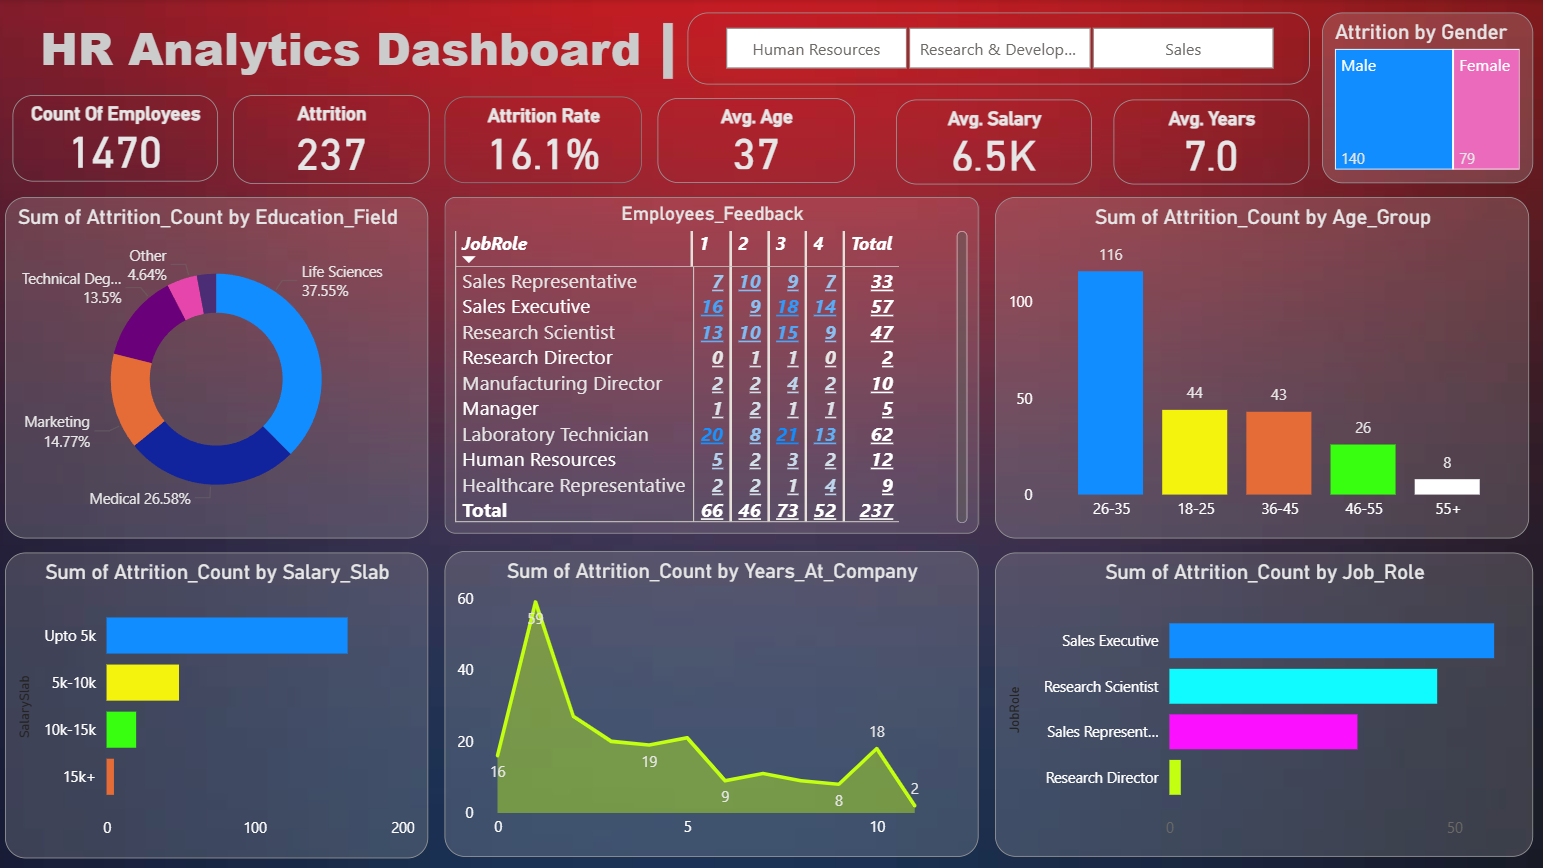 HR Analytics Dashboard |
Human Resources
Research & Develop...
Sales
Attrition by Gender
Male
Female
140
79
Count Of Employees
1470
Attrition
237
Attrition Rate
16.1%
Avg. Age
37
Avg. Salary
6.5K
Avg. Years
7.0
Sum of Attrition_Count by Education_Field
Other
4.64%
Technical Deg...
13.5%
Life Sciences
37.55%
Marketing
14.77%
Medical 26.58%
Employees_Feedback
JobRole 1 2 3 4 Total
Sales Representative 7 10 9 7 33
Sales Executive 16 9 18 14 57
Research Scientist 13 10 15 9 47
Research Director 0 1 1 0 2
Manufacturing Director 2 2 4 2 10
Manager 1 2 1 1 5
Laboratory Technician 20 8 21 13 62
Human Resources 5 2 3 2 12
Healthcare Representative 2 2 1 4 9
Total 66 46 73 52 237
Sum of Attrition_Count by Age_Group
116
44
43
26
8
100
50
0
26-35 18-25 36-45 46-55 55+
Sum of Attrition_Count by Salary_Slab
SalarySlab
Upto 5k
5k-10k
10k-15k
15k+
0 100 200
Sum of Attrition_Count by Years_At_Company
60
40
20
0
59
16
19
9
8
18
2
0 5 10
Sum of Attrition_Count by Job_Role
JobRole
Sales Executive
Research Scientist
Sales Represent...
Research Director
0 50